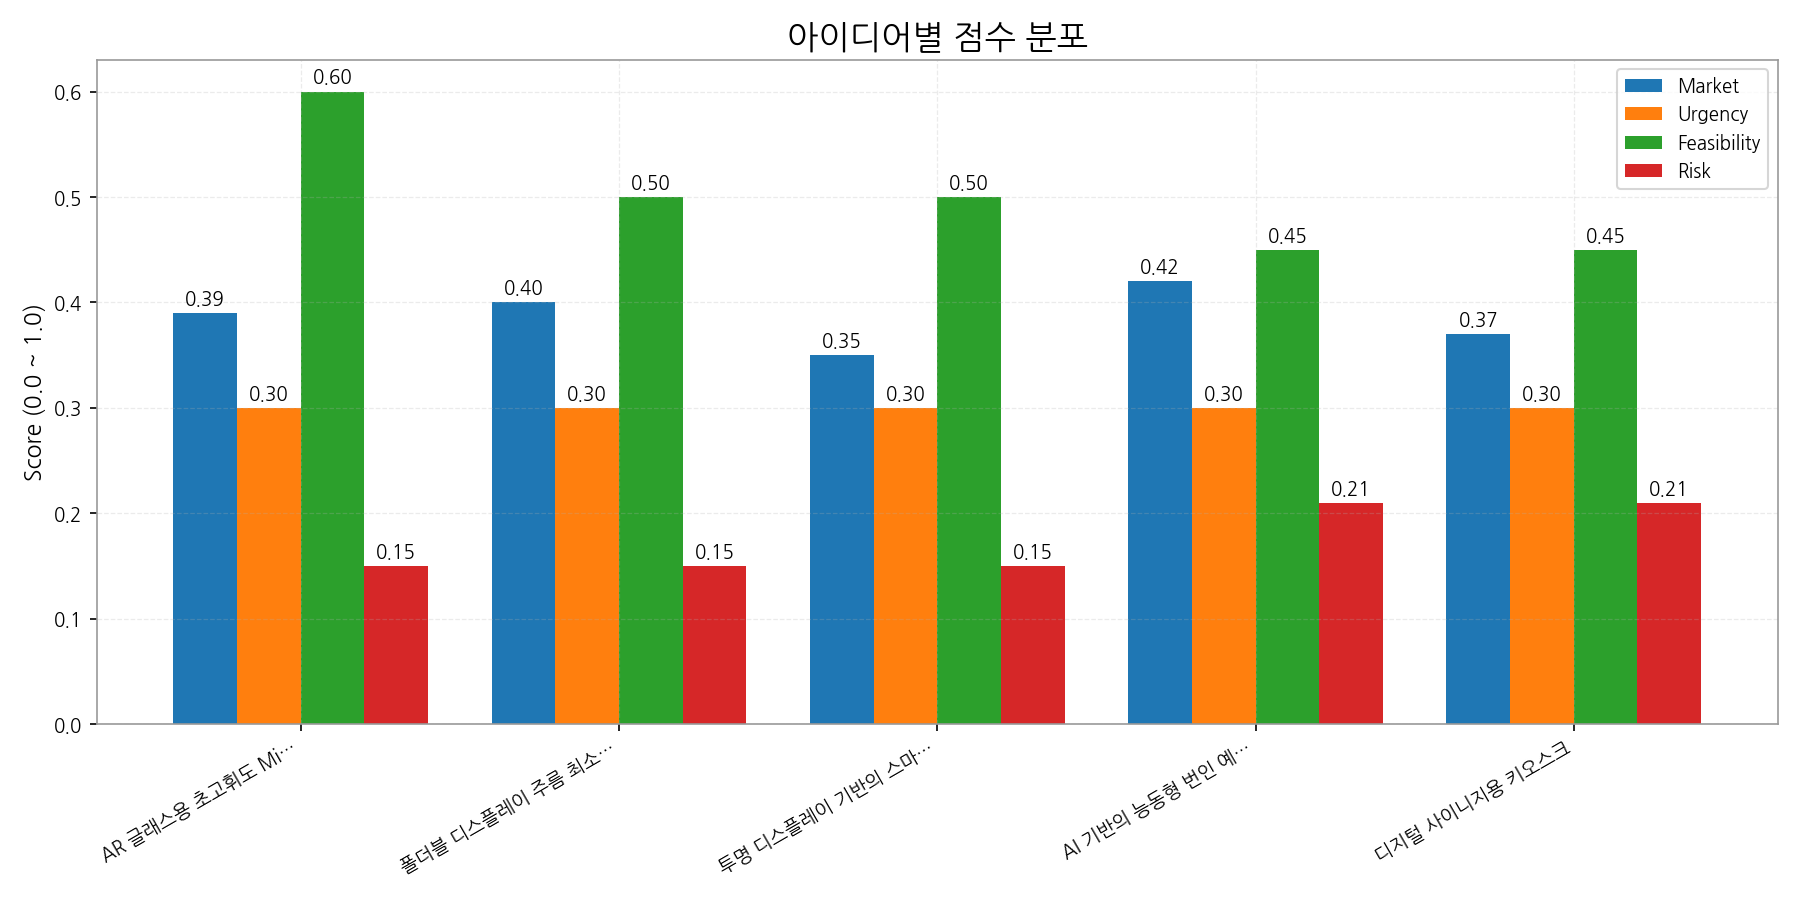 아이디어별 점수 분포
Score (0.0 ~ 1.0)
0.6
0.5
0.4
0.3
0.2
0.1
0.0
Market
Urgency
Feasibility
Risk
0.39
0.30
0.60
0.15
0.40
0.30
0.50
0.15
0.35
0.30
0.50
0.15
0.42
0.30
0.45
0.21
0.37
0.30
0.45
0.21
AR 글래스용 초고휘도 Mi…
폴더블 디스플레이 주름 최소…
투명 디스플레이 기반의 스마…
AI 기반의 능동형 번인 예…
디지털 사이니지용 키오스크